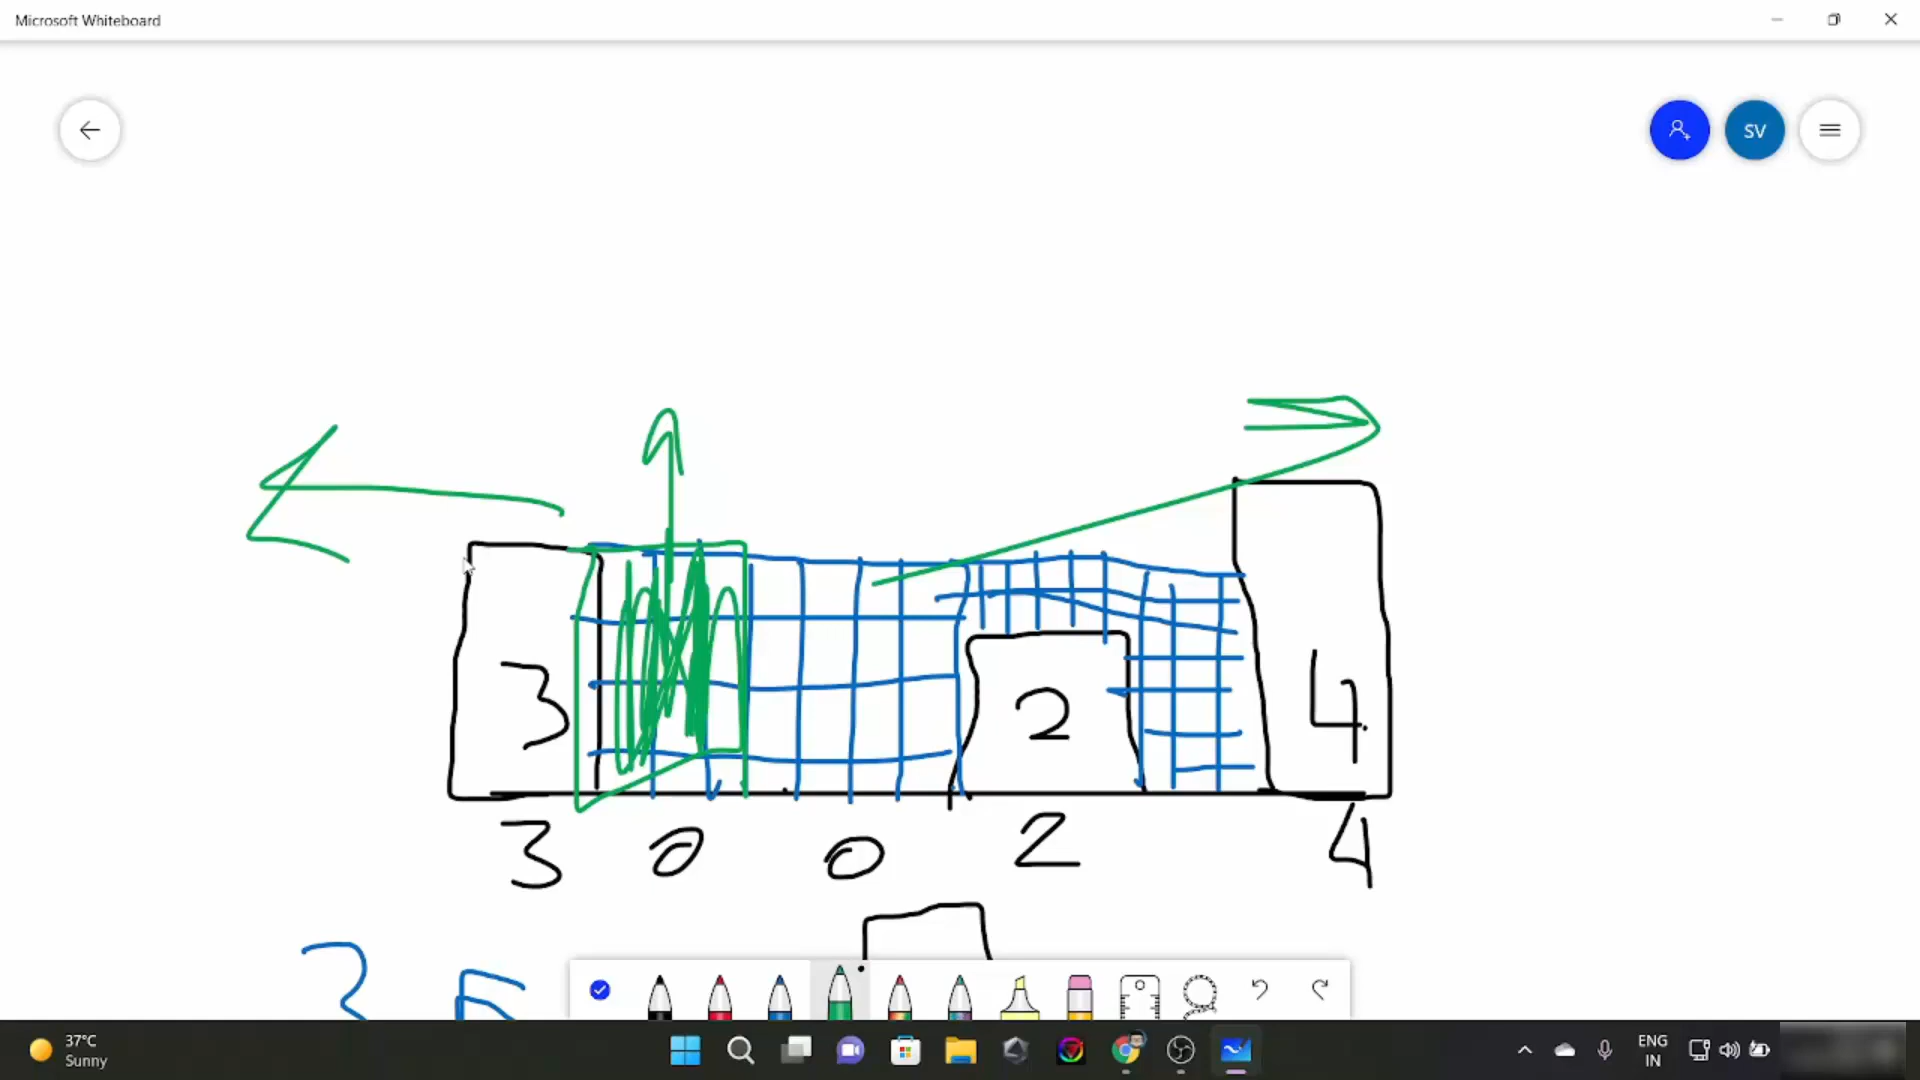 Microsoft Whiteboard
SV
3 2 4
3 0 0 2 4
37°C
Sunny
ENG
IN